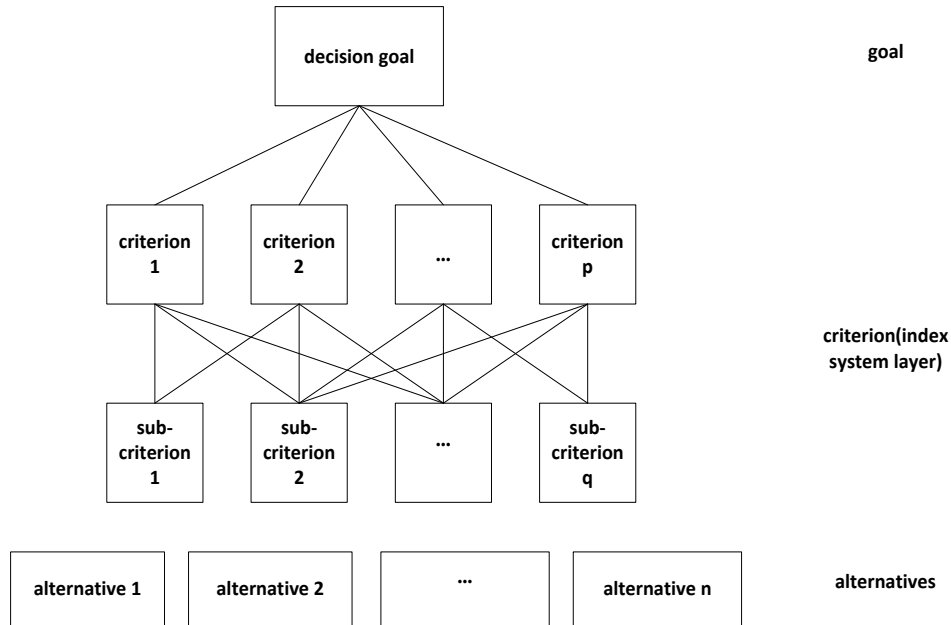 decision goal
goal
criterion
1
criterion
2
...
criterion
p
criterion(index
system layer)
sub-
criterion
1
sub-
criterion
2
...
sub-
criterion
q
alternative 1
alternative 2
...
alternative n
alternatives